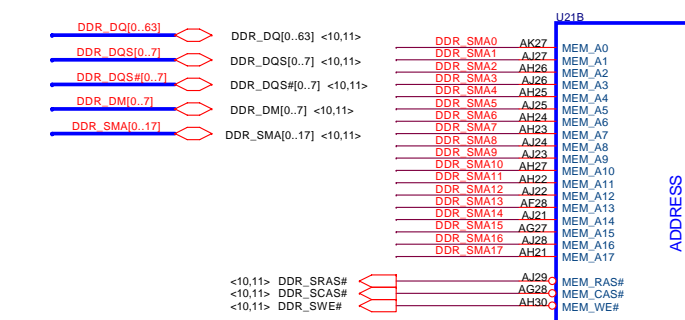 U21B
DDR_DQ[0..63] DDR_DQ[0..63] <10,11>
DDR_DQS[0..7] DDR_DQS[0..7] <10,11>
DDR_DQS#[0..7] DDR_DQS#[0..7] <10,11>
DDR_DM[0..7] DDR_DM[0..7] <10,11>
DDR_SMA[0..17] DDR_SMA[0..17] <10,11>
DDR_SMA0 AK27 MEM_A0
DDR_SMA1 AJ27 MEM_A1
DDR_SMA2 AH26 MEM_A2
DDR_SMA3 AJ26 MEM_A3
DDR_SMA4 AH25 MEM_A4
DDR_SMA5 AJ25 MEM_A5
DDR_SMA6 AH24 MEM_A6
DDR_SMA7 AH23 MEM_A7
DDR_SMA8 AJ24 MEM_A8
DDR_SMA9 AJ23 MEM_A9
DDR_SMA10 AH27 MEM_A10
DDR_SMA11 AH22 MEM_A11
DDR_SMA12 AJ22 MEM_A12
DDR_SMA13 AF28 MEM_A13
DDR_SMA14 AJ21 MEM_A14
DDR_SMA15 AG27 MEM_A15
DDR_SMA16 AJ28 MEM_A16
DDR_SMA17 AH21 MEM_A17
<10,11> DDR_SRAS# AJ29 MEM_RAS#
<10,11> DDR_SCAS# AG28 MEM_CAS#
<10,11> DDR_SWE# AH30 MEM_WE#
ADDRESS